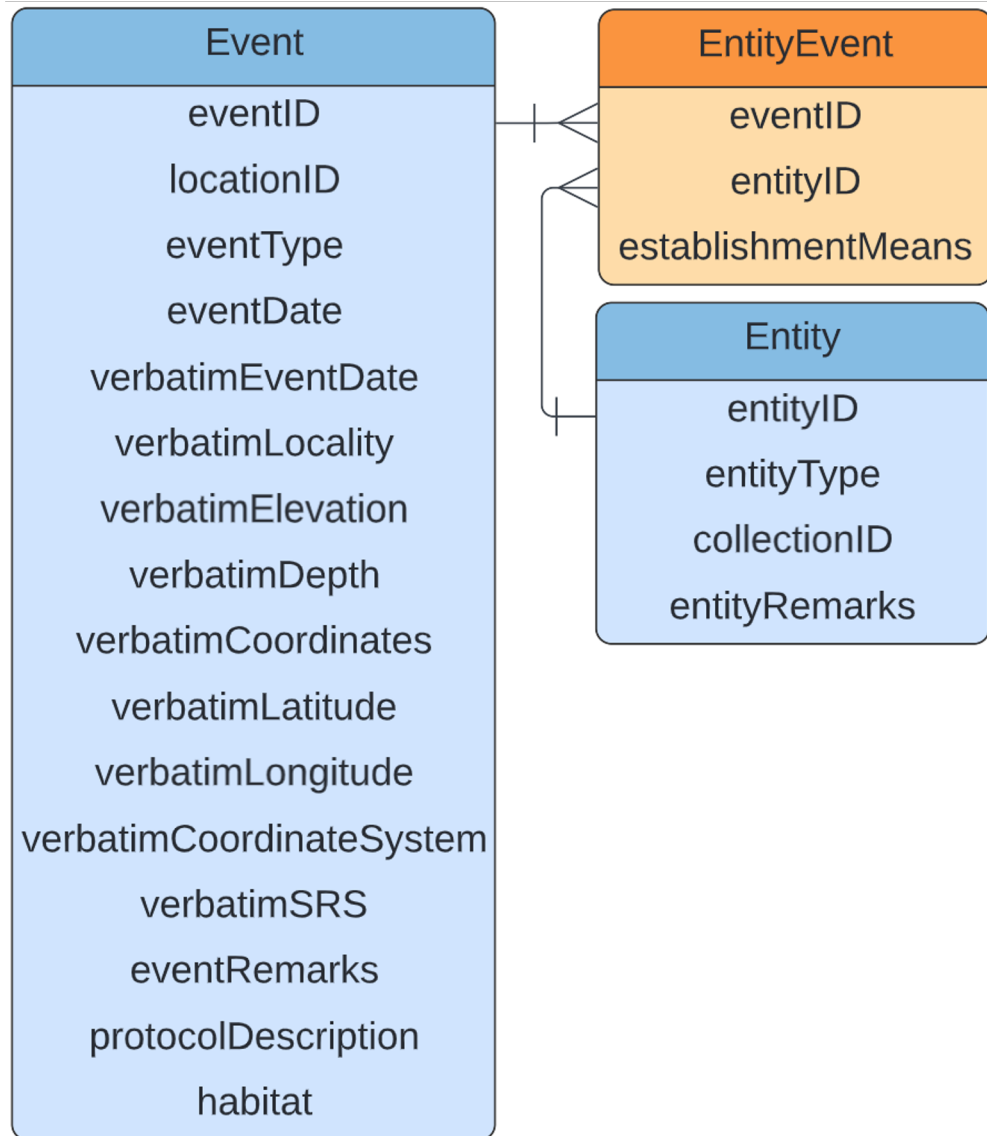 Event
eventID
locationID
eventType
eventDate
verbatimEventDate
verbatimLocality
verbatimElevation
verbatimDepth
verbatimCoordinates
verbatimLatitude
verbatimLongitude
verbatimCoordinateSystem
verbatimSRS
eventRemarks
protocolDescription
habitat
EntityEvent
eventID
entityID
establishmentMeans
Entity
entityID
entityType
collectionID
entityRemarks